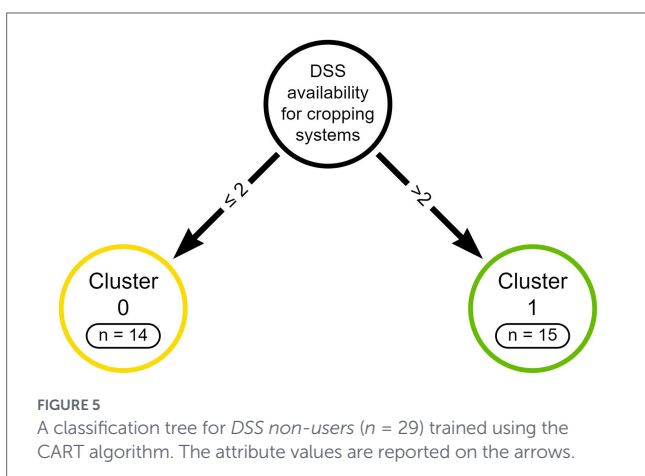 DSS
availability
for cropping
systems
≤ 2
>2
Cluster
0
n = 14
Cluster
1
n = 15
FIGURE 5
A classification tree for DSS non-users (n = 29) trained using the
CART algorithm. The attribute values are reported on the arrows.